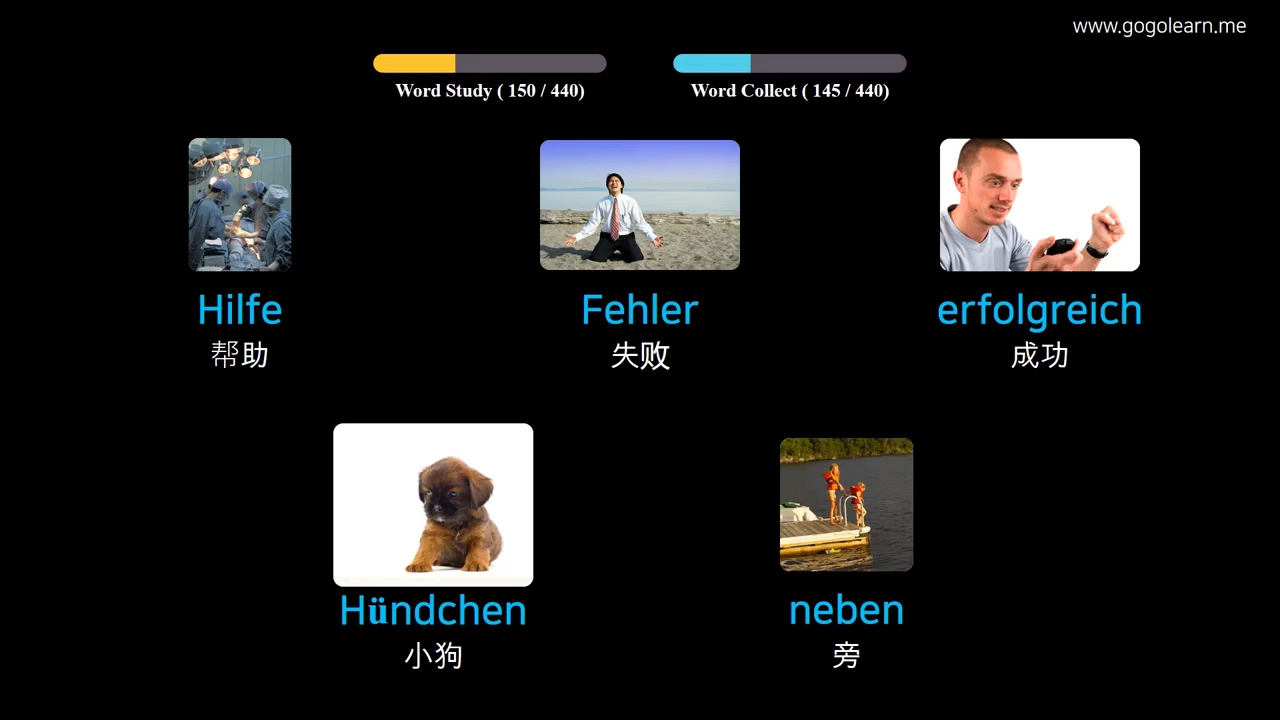 www.gogolearn.me
Word Study ( 150 / 440)
Word Collect ( 145 / 440)
Hilfe
帮助
Fehler
失败
erfolgreich
成功
Hündchen
小狗
neben
旁